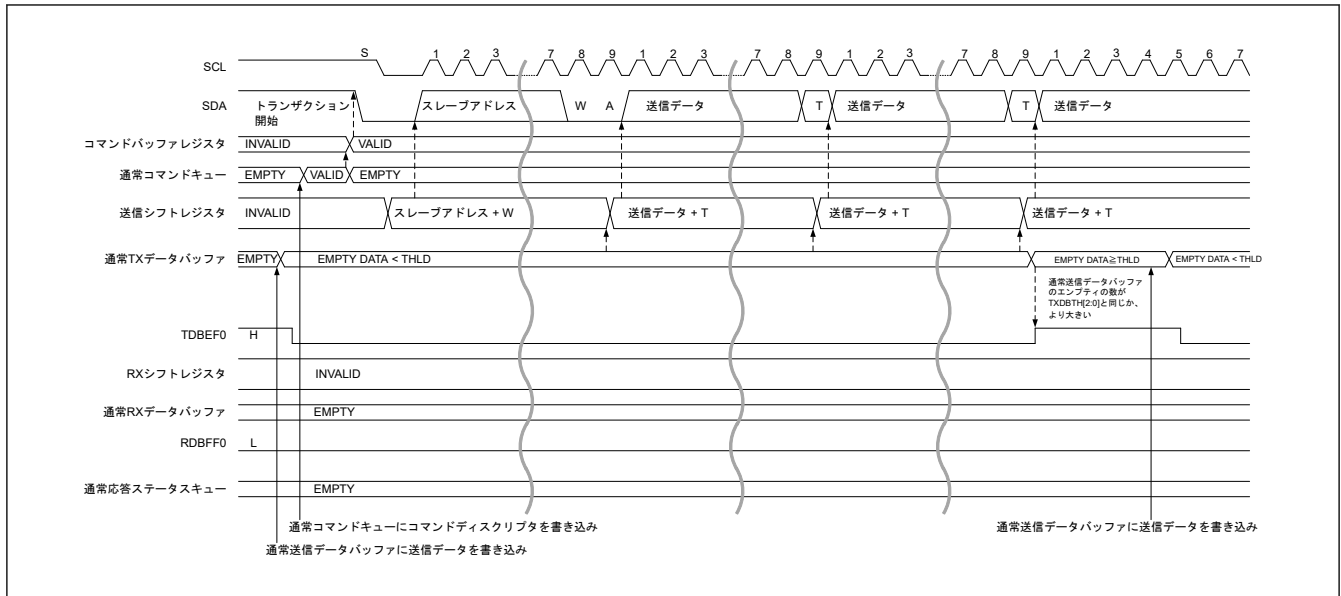 S 1 2 3 7 8 9 1 2 3 7 8 9 1 2 3 7 8 9 1 2 3 4 5 6 7
SCL
SDA トランザクション開始 スレーブアドレス W A 送信データ T 送信データ T 送信データ
コマンドバッファレジスタ INVALID VALID
通常コマンドキュー EMPTY VALID EMPTY
送信シフトレジスタ INVALID スレーブアドレス + W 送信データ + T 送信データ + T 送信データ + T
通常TXデータバッファ EMPTY EMPTY DATA < THLD EMPTY DATA≧THLD EMPTY DATA < THLD
通常送信データバッファ
のエンプティの数が
TXDBTH[2:0]と同じか、
より大きい
TDBEF0 H
RXシフトレジスタ INVALID
通常RXデータバッファ EMPTY
RDBFF0 L
通常応答ステータスキュー EMPTY
通常コマンドキューにコマンドディスクリプタを書き込み 通常送信データバッファに送信データを書き込み
通常送信データバッファに送信データを書き込み